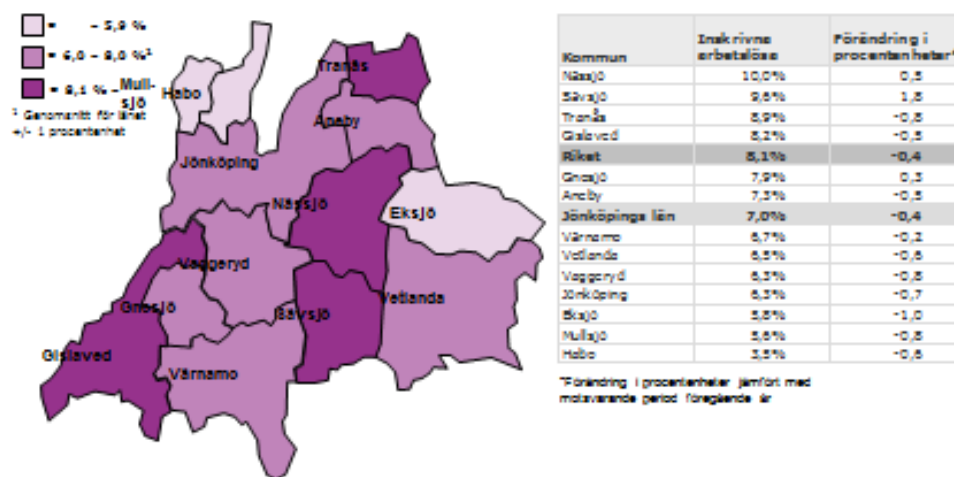 = – 5,9 %
= 6,0 – 8,0 %¹
= 8,1 % –
¹ Genomsnitt för länet
+/- 1 procentenhet
Mull-
sjö
Habo
Tranås
Aneby
Jönköping
Nässjö
Eksjö
Vaggeryd
Gnosjö
Sävsjö
Vetlanda
Gislaved
Värnamo
Kommun Inskrivna arbetslösa Förändring i procentenheter*
Nässjö 10,0% 0,5
Sävsjö 9,6% 1,8
Tranås 8,9% -0,8
Gislaved 8,2% -0,5
Riket 8,1% -0,4
Gnosjö 7,9% 0,3
Aneby 7,3% -0,5
Jönköpings län 7,0% -0,4
Värnamo 6,7% -0,2
Vetlanda 6,5% -0,6
Vaggeryd 6,3% -0,8
Jönköping 6,3% -0,7
Eksjö 5,8% -1,0
Mullsjö 5,6% -0,8
Habo 3,5% -0,6
*Förändring i procentenheter jämfört med
motsvarande period föregående år